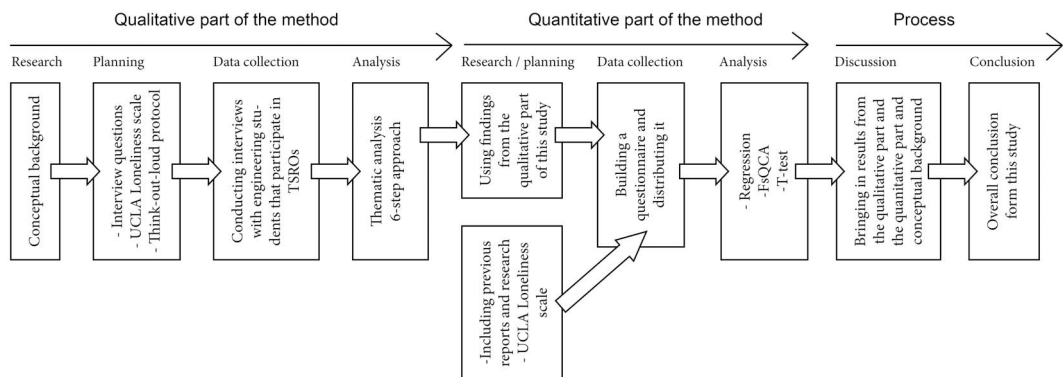 Qualitative part of the method
Quantitative part of the method
Process
Research
Planning
Data collection
Analysis
Research / planning
Data collection
Analysis
Discussion
Conclusion
Conceptual background
- Interview questions
- UCLA Loneliness scale
- Think-out-loud protocol
Conducting interviews
with engineering stu-
dents that participate in
TSROs
Thematic analysis
6-step approach
Using findings
from the
qualitative part
of this study
-Including previous
reports and research
- UCLA Loneliness
scale
Building a
questionnaire and
distributing it
- Regression
-FsQCA
-T-test
Bringing in results from
the qualitative part and
the quanitative part and
conceptual background
Overall conclusion
form this study